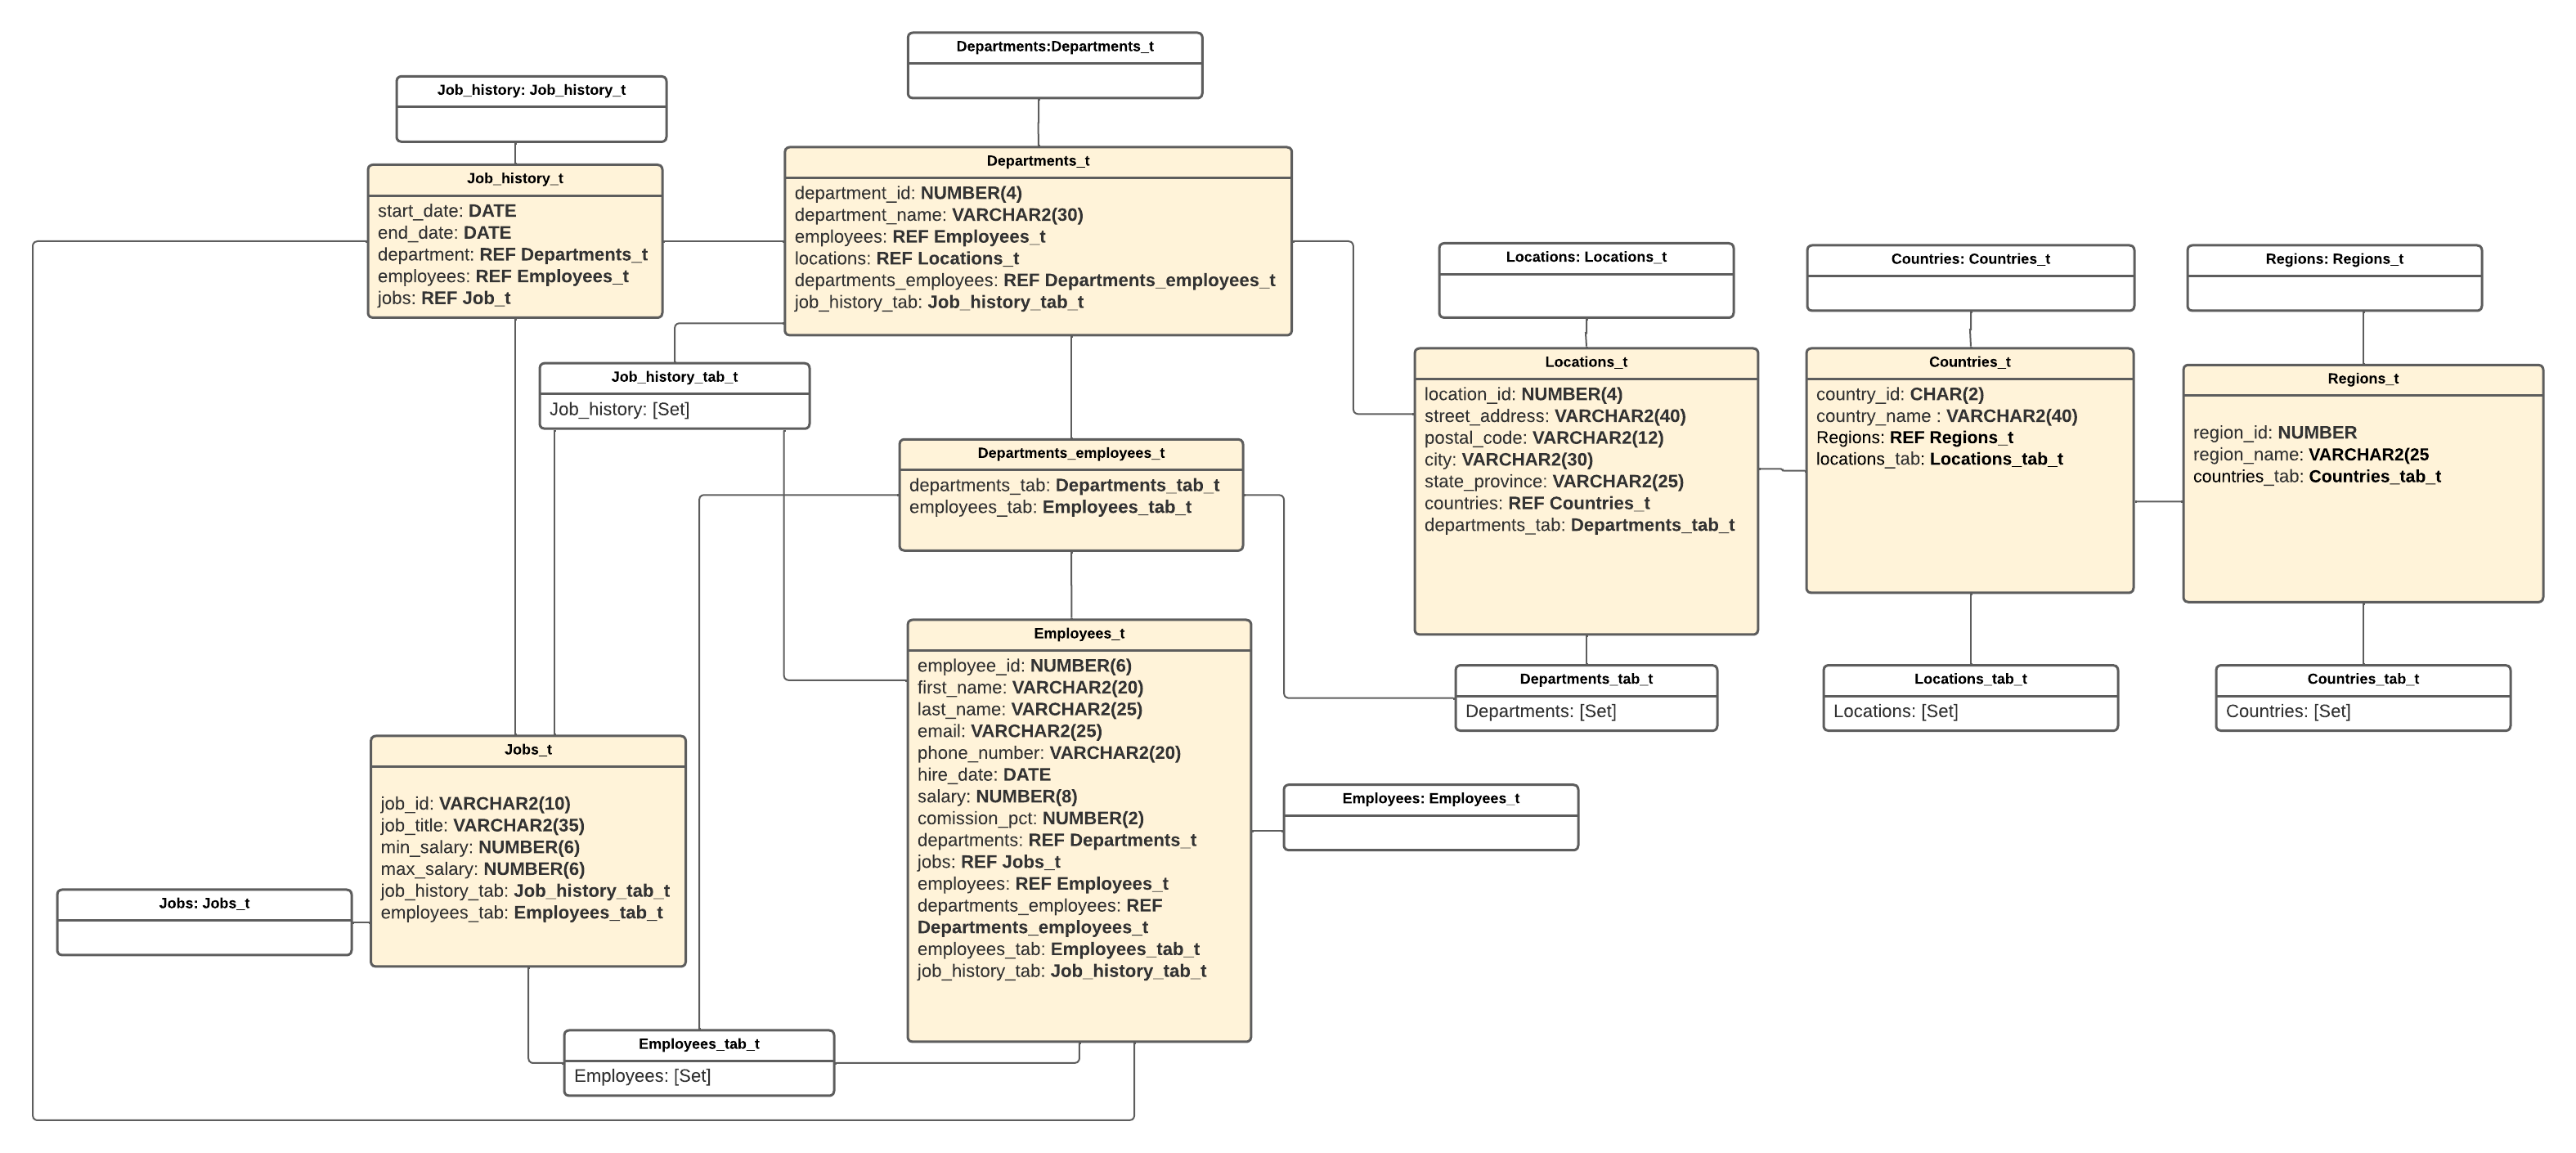 Departments:Departments_t
Job_history: Job_history_t
Job_history_t
start_date: DATE
end_date: DATE
department: REF Departments_t
employees: REF Employees_t
jobs: REF Job_t
Departments_t
department_id: NUMBER(4)
department_name: VARCHAR2(30)
employees: REF Employees_t
locations: REF Locations_t
departments_employees: REF Departments_employees_t
job_history_tab: Job_history_tab_t
Job_history_tab_t
Job_history: [Set]
Departments_employees_t
departments_tab: Departments_tab_t
employees_tab: Employees_tab_t
Locations: Locations_t
Locations_t
location_id: NUMBER(4)
street_address: VARCHAR2(40)
postal_code: VARCHAR2(12)
city: VARCHAR2(30)
state_province: VARCHAR2(25)
countries: REF Countries_t
departments_tab: Departments_tab_t
Countries: Countries_t
Countries_t
country_id: CHAR(2)
country_name : VARCHAR2(40)
Regions: REF Regions_t
locations_tab: Locations_tab_t
Regions: Regions_t
Regions_t
region_id: NUMBER
region_name: VARCHAR2(25
countries_tab: Countries_tab_t
Employees_t
employee_id: NUMBER(6)
first_name: VARCHAR2(20)
last_name: VARCHAR2(25)
email: VARCHAR2(25)
phone_number: VARCHAR2(20)
hire_date: DATE
salary: NUMBER(8)
comission_pct: NUMBER(2)
departments: REF Departments_t
jobs: REF Jobs_t
employees: REF Employees_t
departments_employees: REF
Departments_employees_t
employees_tab: Employees_tab_t
job_history_tab: Job_history_tab_t
Departments_tab_t
Departments: [Set]
Locations_tab_t
Locations: [Set]
Countries_tab_t
Countries: [Set]
Jobs_t
job_id: VARCHAR2(10)
job_title: VARCHAR2(35)
min_salary: NUMBER(6)
max_salary: NUMBER(6)
job_history_tab: Job_history_tab_t
employees_tab: Employees_tab_t
Employees: Employees_t
Jobs: Jobs_t
Employees_tab_t
Employees: [Set]